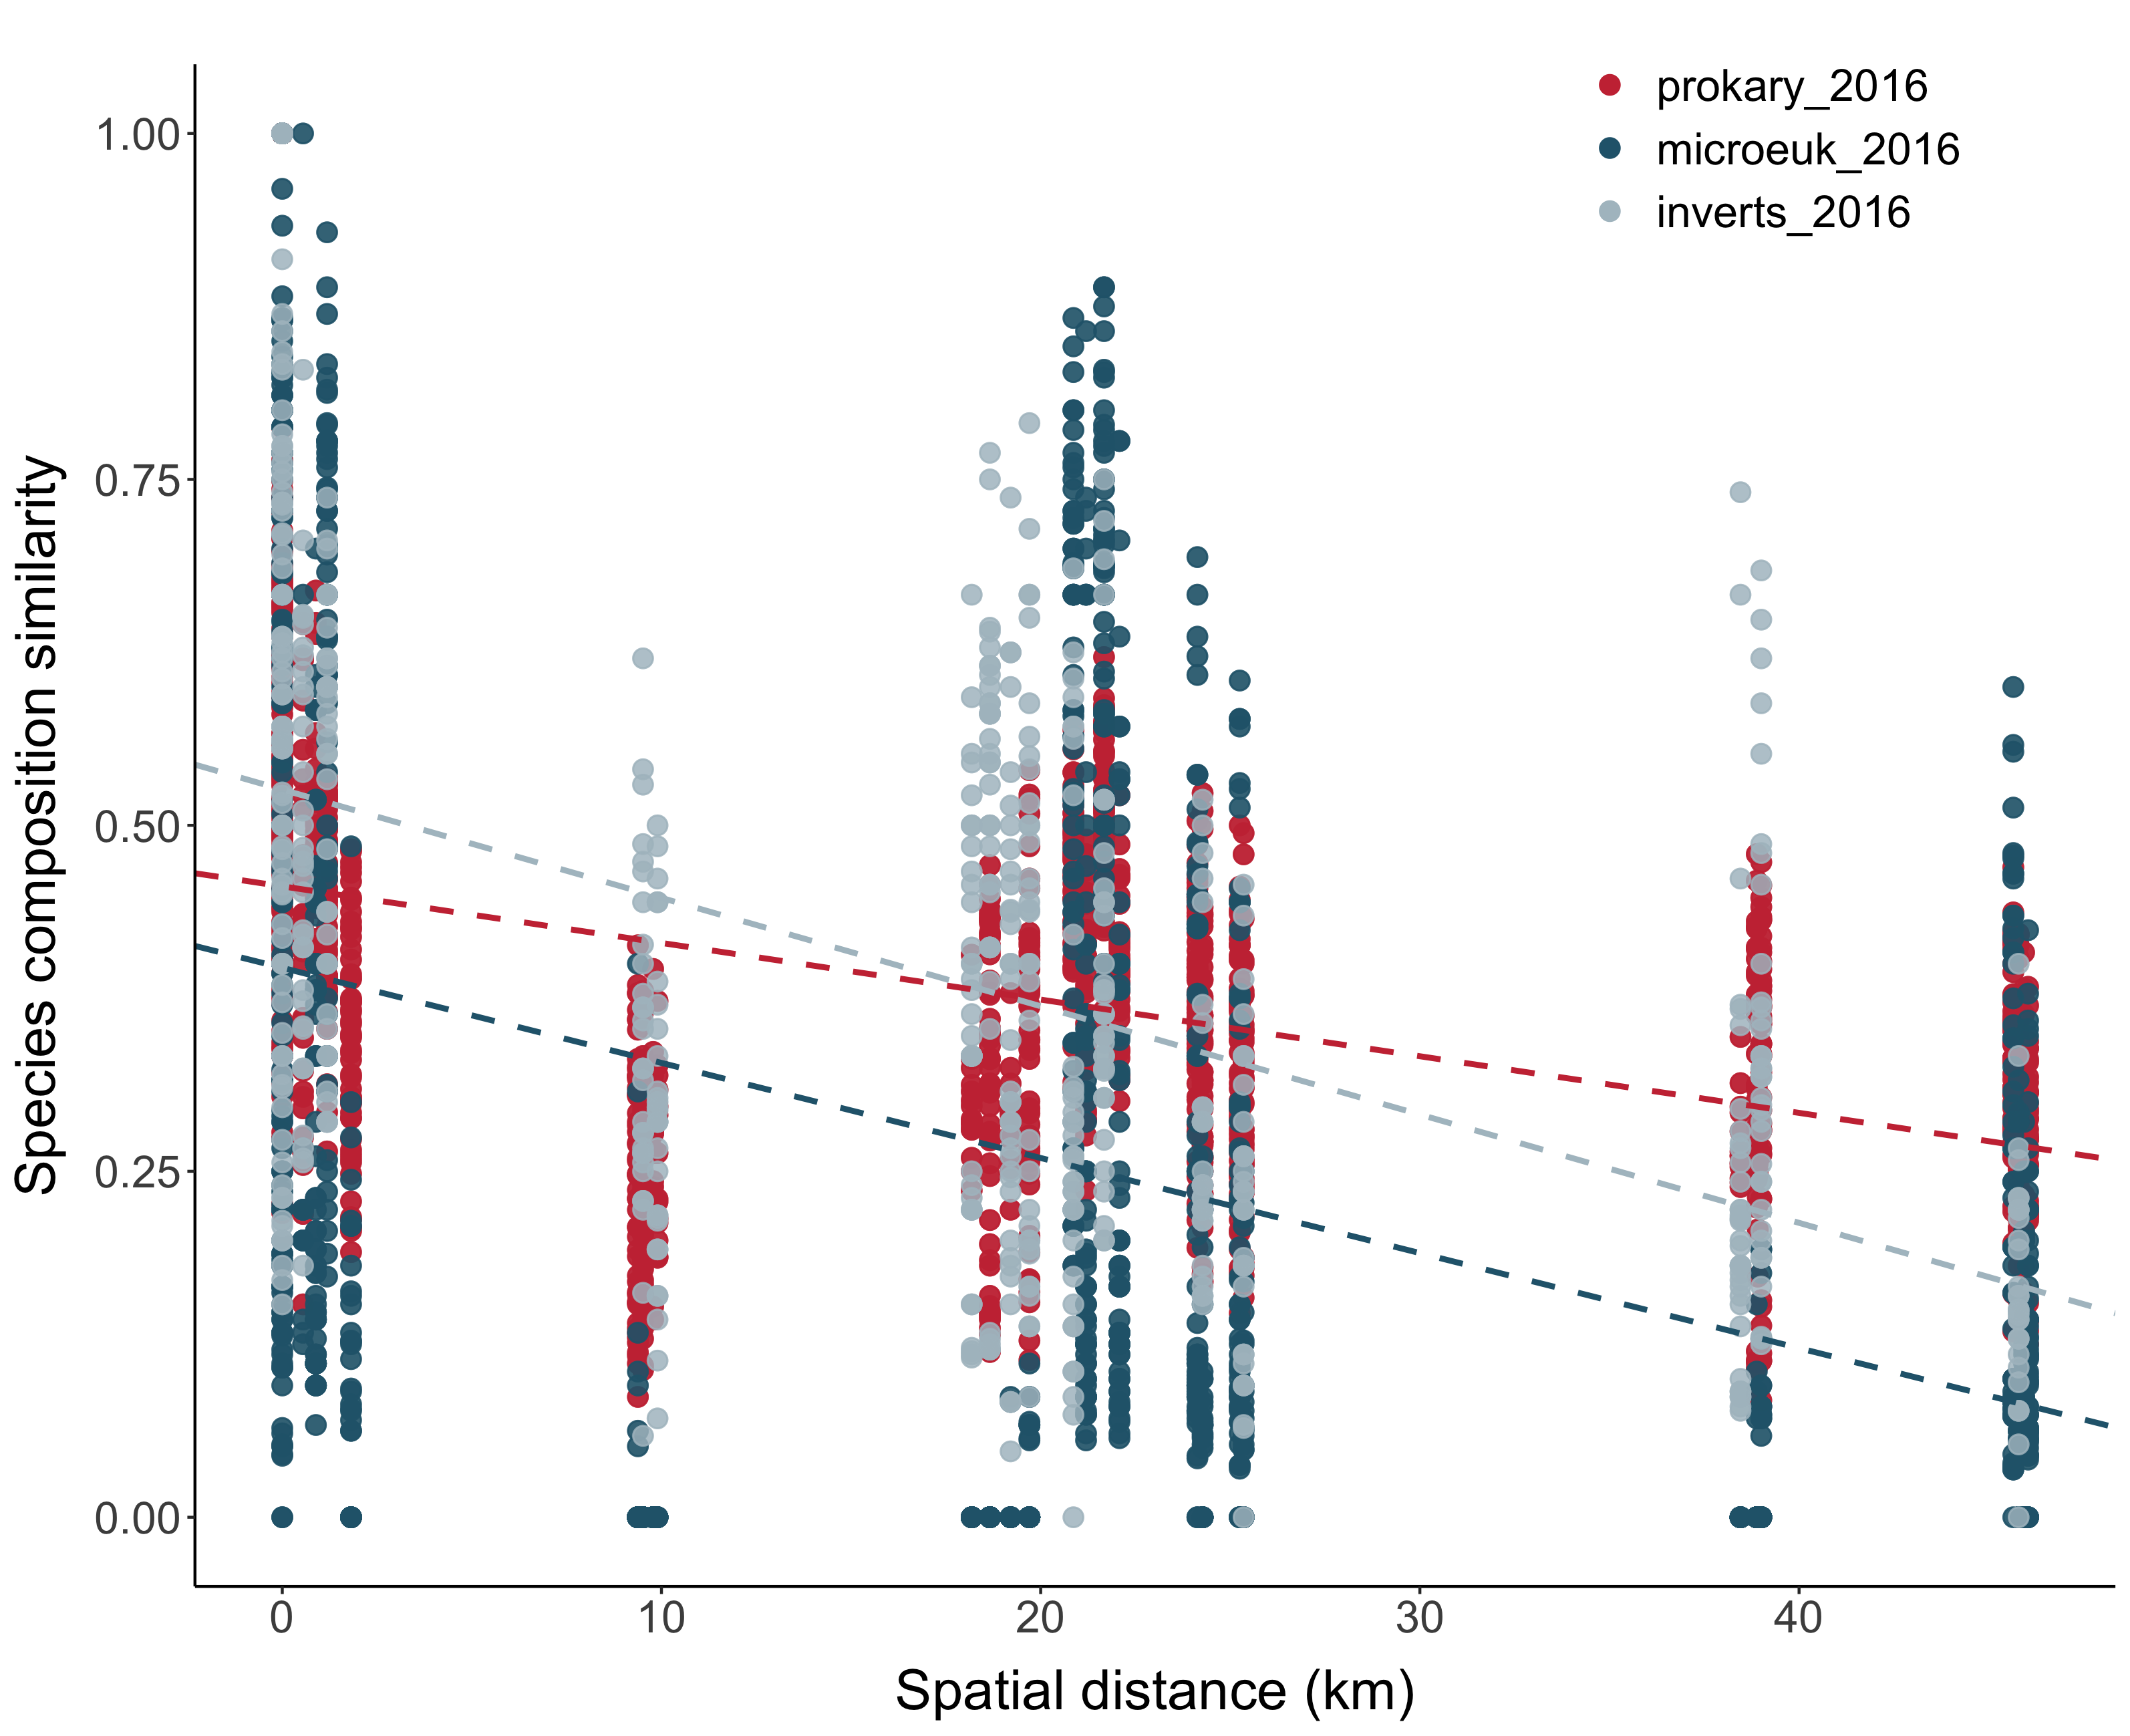 prokary_2016
microeuk_2016
inverts_2016
Species composition similarity
1.00
0.75
0.50
0.25
0.00
0 10 20 30 40
Spatial distance (km)